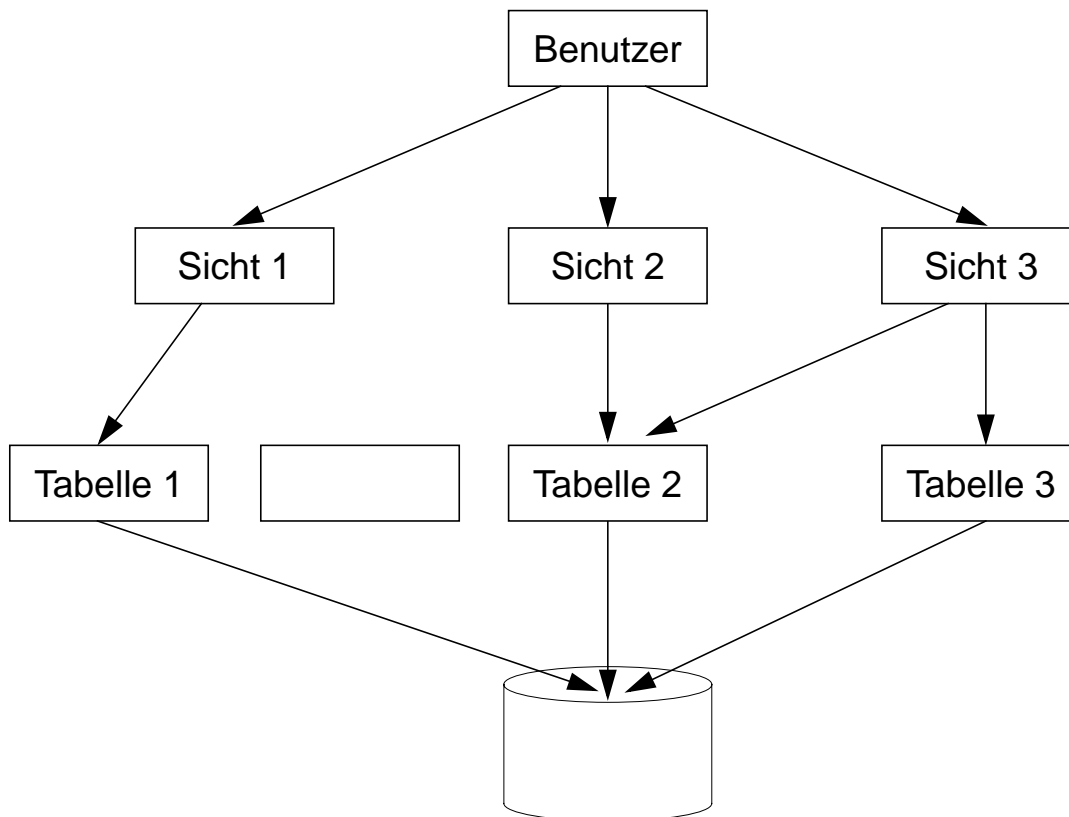 Benutzer
Sicht 1
Sicht 2
Sicht 3
Tabelle 1
Tabelle 2
Tabelle 3